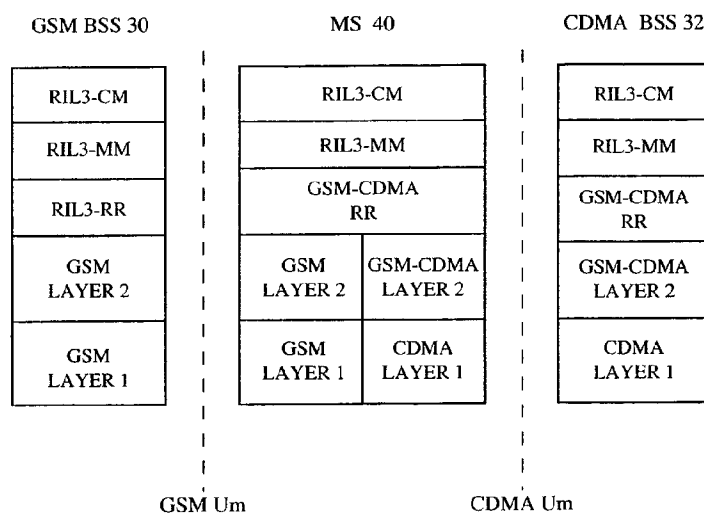 GSM BSS 30
MS 40
CDMA BSS 32
RIL3-CM
RIL3-MM
RIL3-RR
GSM
LAYER 2
GSM
LAYER 1
RIL3-CM
RIL3-MM
GSM-CDMA
RR
GSM
LAYER 2
GSM-CDMA
LAYER 2
GSM
LAYER 1
CDMA
LAYER 1
RIL3-CM
RIL3-MM
GSM-CDMA
RR
GSM-CDMA
LAYER 2
CDMA
LAYER 1
GSM Um
CDMA Um